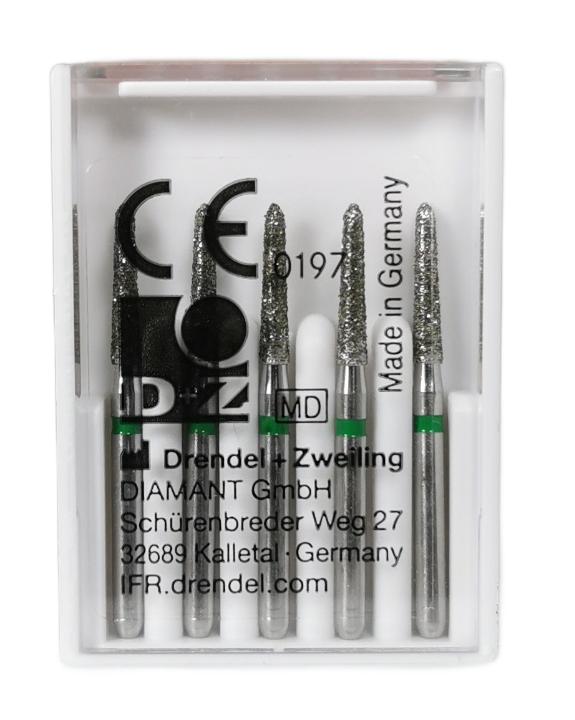 CE
0197
Made in Germany
D+Z
MD
Drendel + Zweiling
DIAMANT GmbH
Schürenbreder Weg 27
32689 Kalletal · Germany
IFR.drendel.com